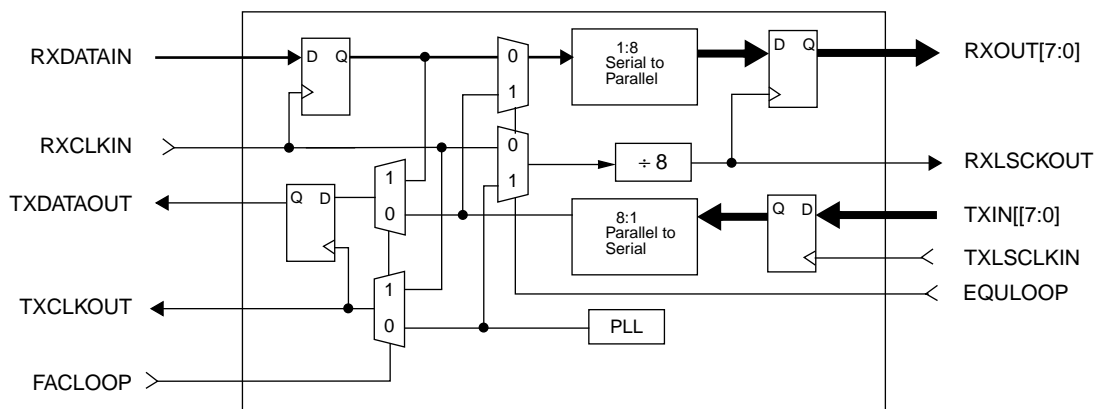 RXDATAIN
D Q
0
1
1:8
Serial to
Parallel
D Q
RXOUT[7:0]
RXCLKIN
0
1
÷ 8
RXLSCKOUT
TXDATAOUT
Q D
1
0
8:1
Parallel to
Serial
Q D
TXIN[[7:0]
TXLSCLKIN
TXCLKOUT
1
0
PLL
EQULOOP
FACLOOP